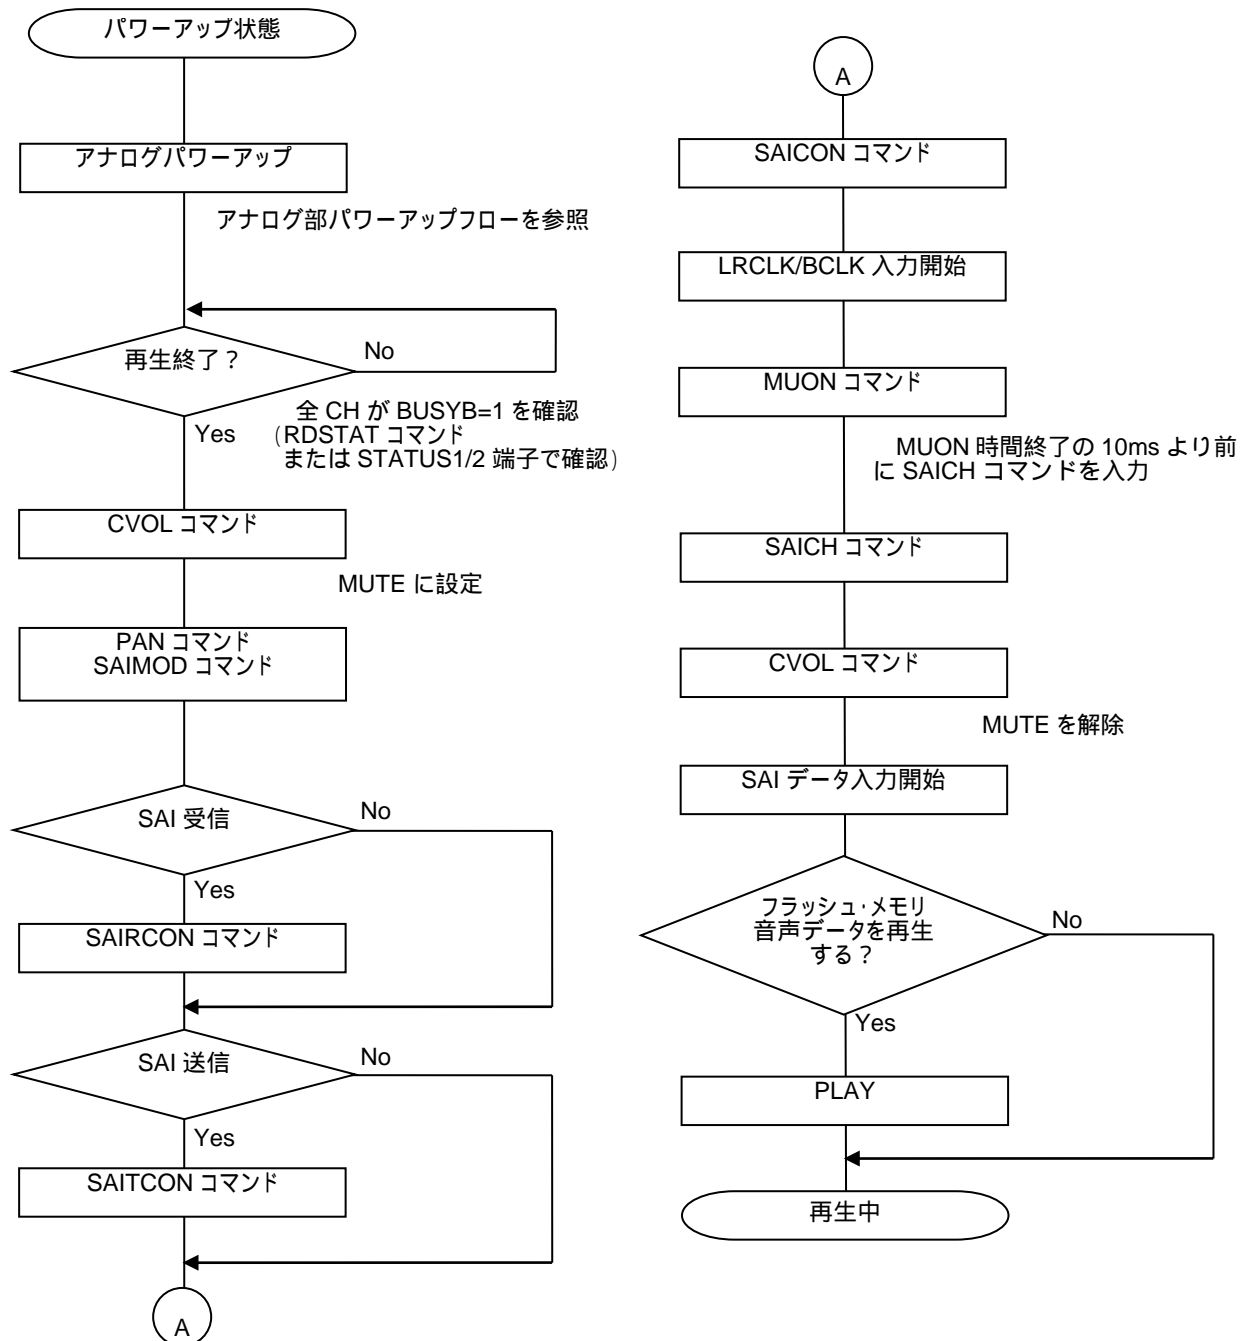 パワーアップ状態
アナログパワーアップ
アナログ部パワーアップフローを参照
再生終了？
No
Yes
全 CH が BUSYB=1 を確認
(RDSTAT コマンド
または STATUS1/2 端子で確認)
CVOL コマンド
MUTE に設定
PAN コマンド
SAIMOD コマンド
SAI 受信
No
Yes
SAIRCON コマンド
SAI 送信
No
Yes
SAITCON コマンド
A
A
SAICON コマンド
LRCLK/BCLK 入力開始
MUON コマンド
MUON 時間終了の 10ms より前
に SAICH コマンドを入力
SAICH コマンド
CVOL コマンド
MUTE を解除
SAI データ入力開始
フラッシュ・メモリ
音声データを再生
する？
No
Yes
PLAY
再生中